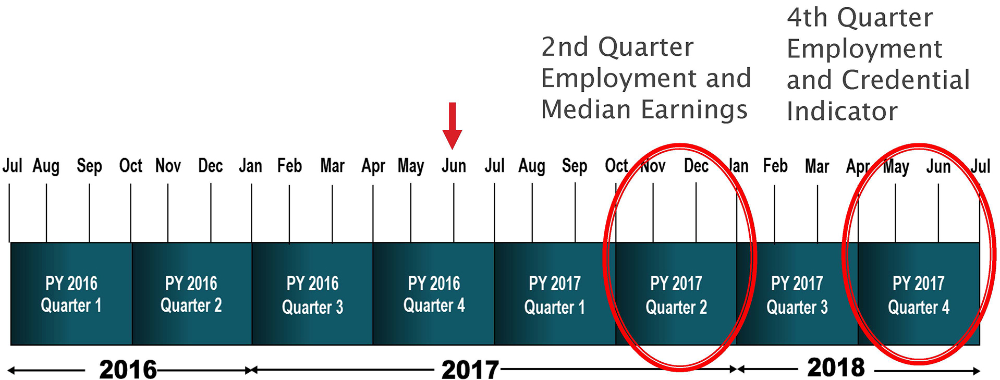 2nd Quarter
Employment and
Median Earnings
4th Quarter
Employment
and Credential
Indicator
Jul Aug Sep Oct Nov Dec Jan Feb Mar Apr May Jun Jul Aug Sep Oct Nov Dec Jan Feb Mar Apr May Jun Jul
PY 2016
Quarter 1
PY 2016
Quarter 2
PY 2016
Quarter 3
PY 2016
Quarter 4
PY 2017
Quarter 1
PY 2017
Quarter 2
PY 2017
Quarter 3
PY 2017
Quarter 4
2016 2017 2018